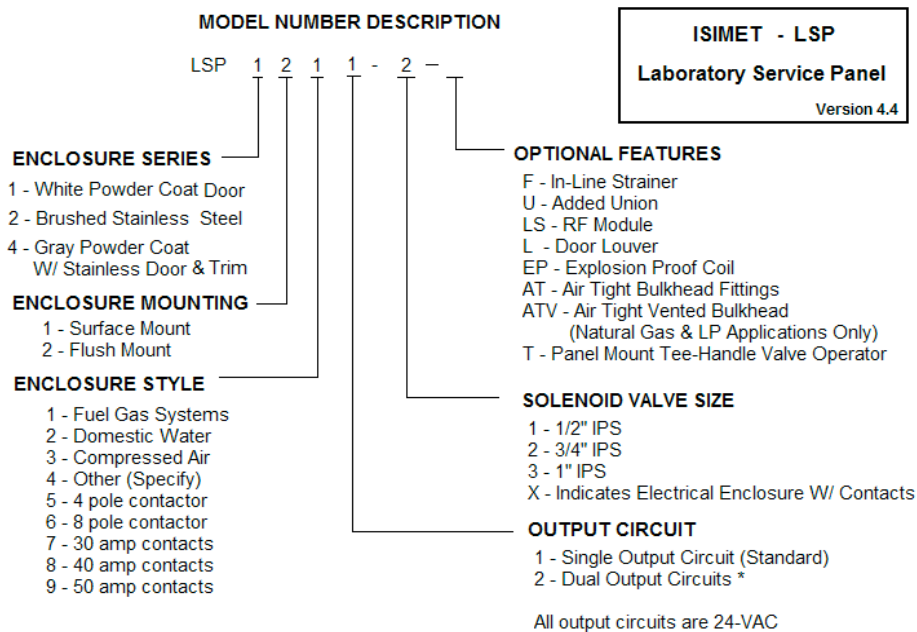 MODEL NUMBER DESCRIPTION
LSP 1 2 1 1 - 2 -
ISIMET - LSP
Laboratory Service Panel
Version 4.4
ENCLOSURE SERIES
1 - White Powder Coat Door
2 - Brushed Stainless Steel
4 - Gray Powder Coat
W/ Stainless Door & Trim
ENCLOSURE MOUNTING
1 - Surface Mount
2 - Flush Mount
ENCLOSURE STYLE
1 - Fuel Gas Systems
2 - Domestic Water
3 - Compressed Air
4 - Other (Specify)
5 - 4 pole contactor
6 - 8 pole contactor
7 - 30 amp contacts
8 - 40 amp contacts
9 - 50 amp contacts
OPTIONAL FEATURES
F - In-Line Strainer
U - Added Union
LS - RF Module
L - Door Louver
EP - Explosion Proof Coil
AT - Air Tight Bulkhead Fittings
ATV - Air Tight Vented Bulkhead
(Natural Gas & LP Applications Only)
T - Panel Mount Tee-Handle Valve Operator
SOLENOID VALVE SIZE
1 - 1/2" IPS
2 - 3/4" IPS
3 - 1" IPS
X - Indicates Electrical Enclosure W/ Contacts
OUTPUT CIRCUIT
1 - Single Output Circuit (Standard)
2 - Dual Output Circuits *
All output circuits are 24-VAC